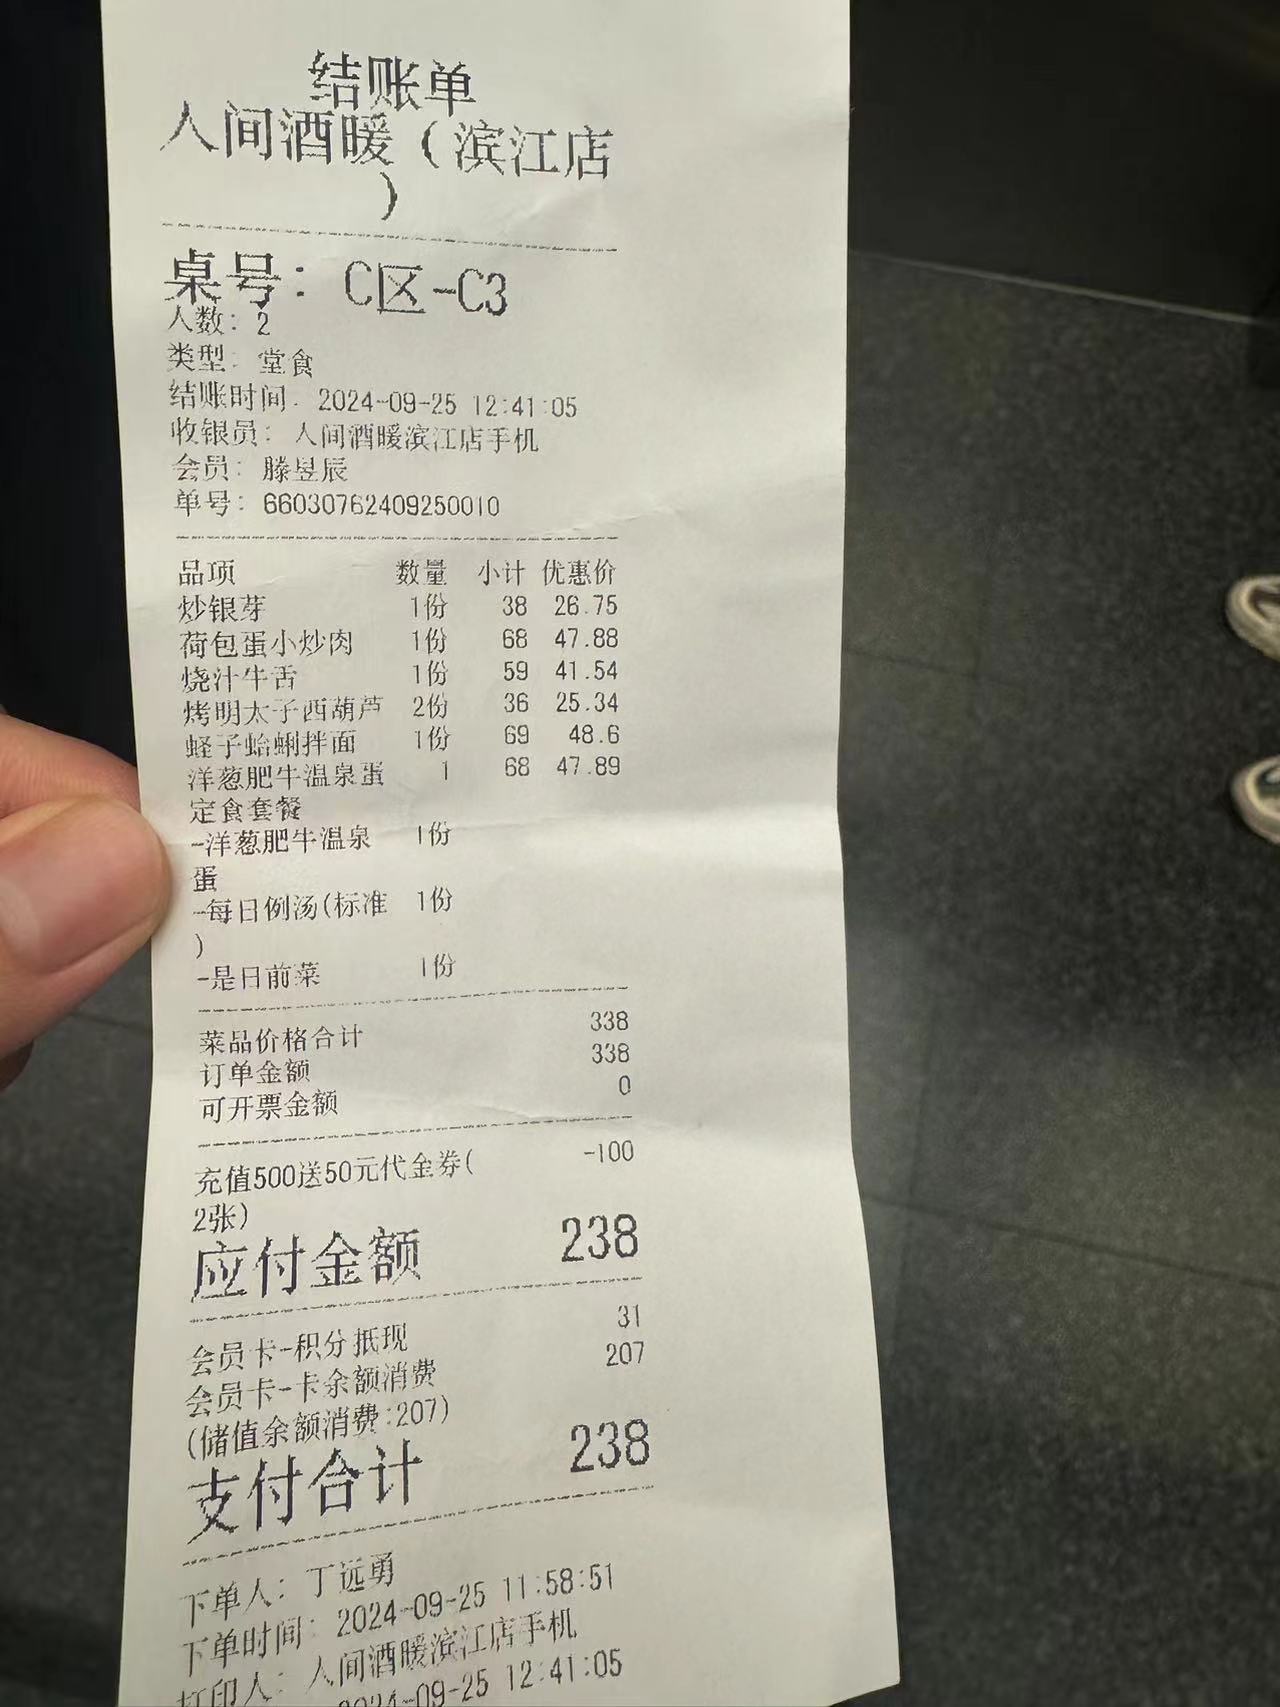 结账单
人间酒暖（滨江店
）
桌号：C区-C3
人数：2
类型：堂食
结账时间：2024-09-25 12:41:05
收银员：人间酒暖滨江店手机
会员：滕昱辰
单号：66030762409250010
品项 数量 小计 优惠价
炒银芽 1份 38 26.75
荷包蛋小炒肉 1份 68 47.88
烧汁牛舌 1份 59 41.54
烤明太子西葫芦 2份 36 25.34
蛏子蛤蜊拌面 1份 69 48.6
洋葱肥牛温泉蛋 1 68 47.89
定食套餐
-洋葱肥牛温泉 1份
蛋
-每日例汤(标准 1份
)
-是日前菜 1份
菜品价格合计 338
订单金额 338
可开票金额 0
充值500送50元代金券( -100
2张)
应付金额 238
会员卡-积分抵现 31
会员卡-卡余额消费 207
(储值余额消费:207)
支付合计 238
下单人：丁远勇
下单时间：2024-09-25 11:58:51
打印人：人间酒暖滨江店手机
2024-09-25 12:41:05